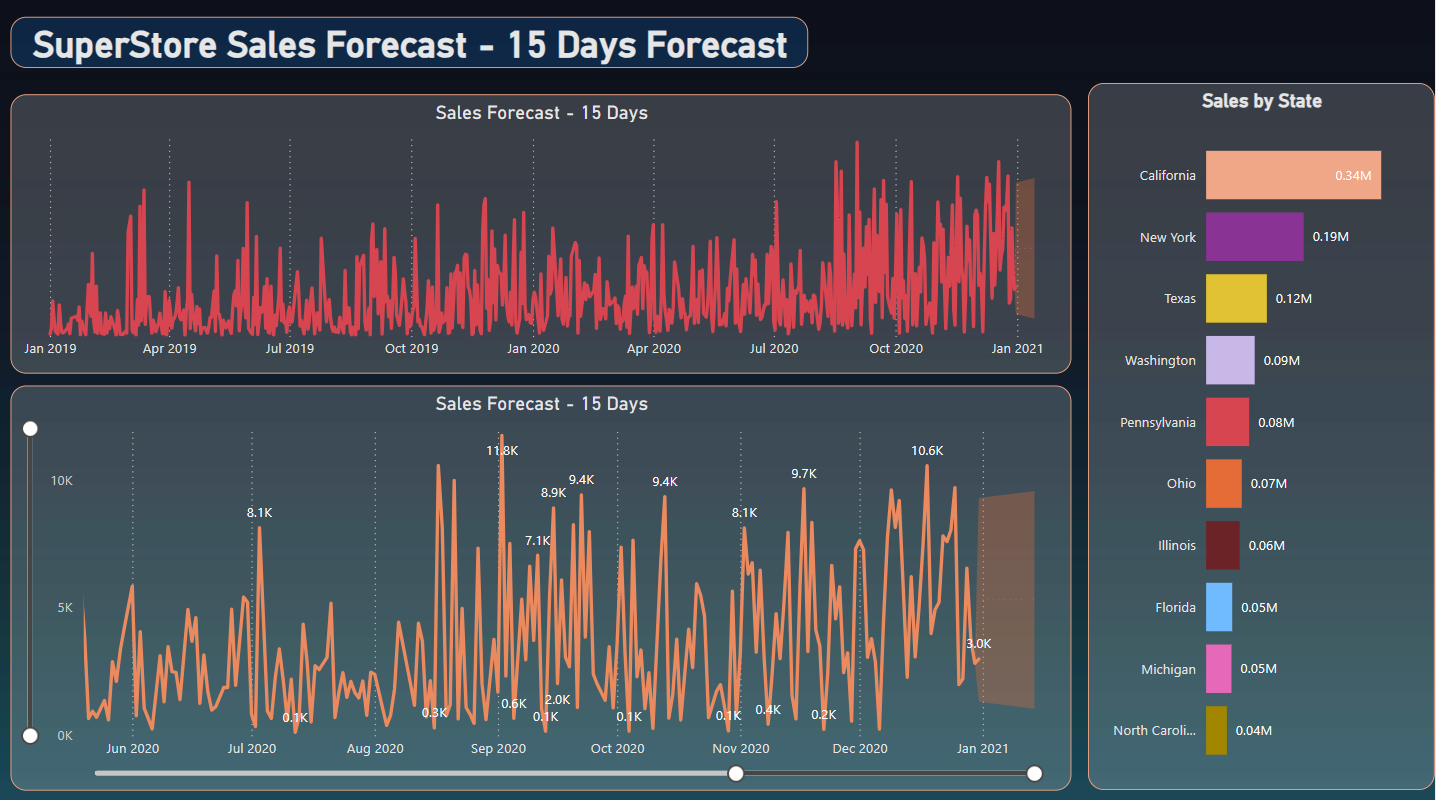 SuperStore Sales Forecast - 15 Days Forecast
Sales Forecast - 15 Days
Jan 2019 Apr 2019 Jul 2019 Oct 2019 Jan 2020 Apr 2020 Jul 2020 Oct 2020 Jan 2021
Sales Forecast - 15 Days
11.8K 10.6K
9.7K
10K 8.9K 9.4K 9.4K
8.1K 8.1K
7.1K
5K
3.0K
0.6K 2.0K
0.1K 0.3K 0.1K 0.1K 0.1K 0.4K 0.2K
0K
Jun 2020 Jul 2020 Aug 2020 Sep 2020 Oct 2020 Nov 2020 Dec 2020 Jan 2021
Sales by State
California 0.34M
New York 0.19M
Texas 0.12M
Washington 0.09M
Pennsylvania 0.08M
Ohio 0.07M
Illinois 0.06M
Florida 0.05M
Michigan 0.05M
North Caroli... 0.04M